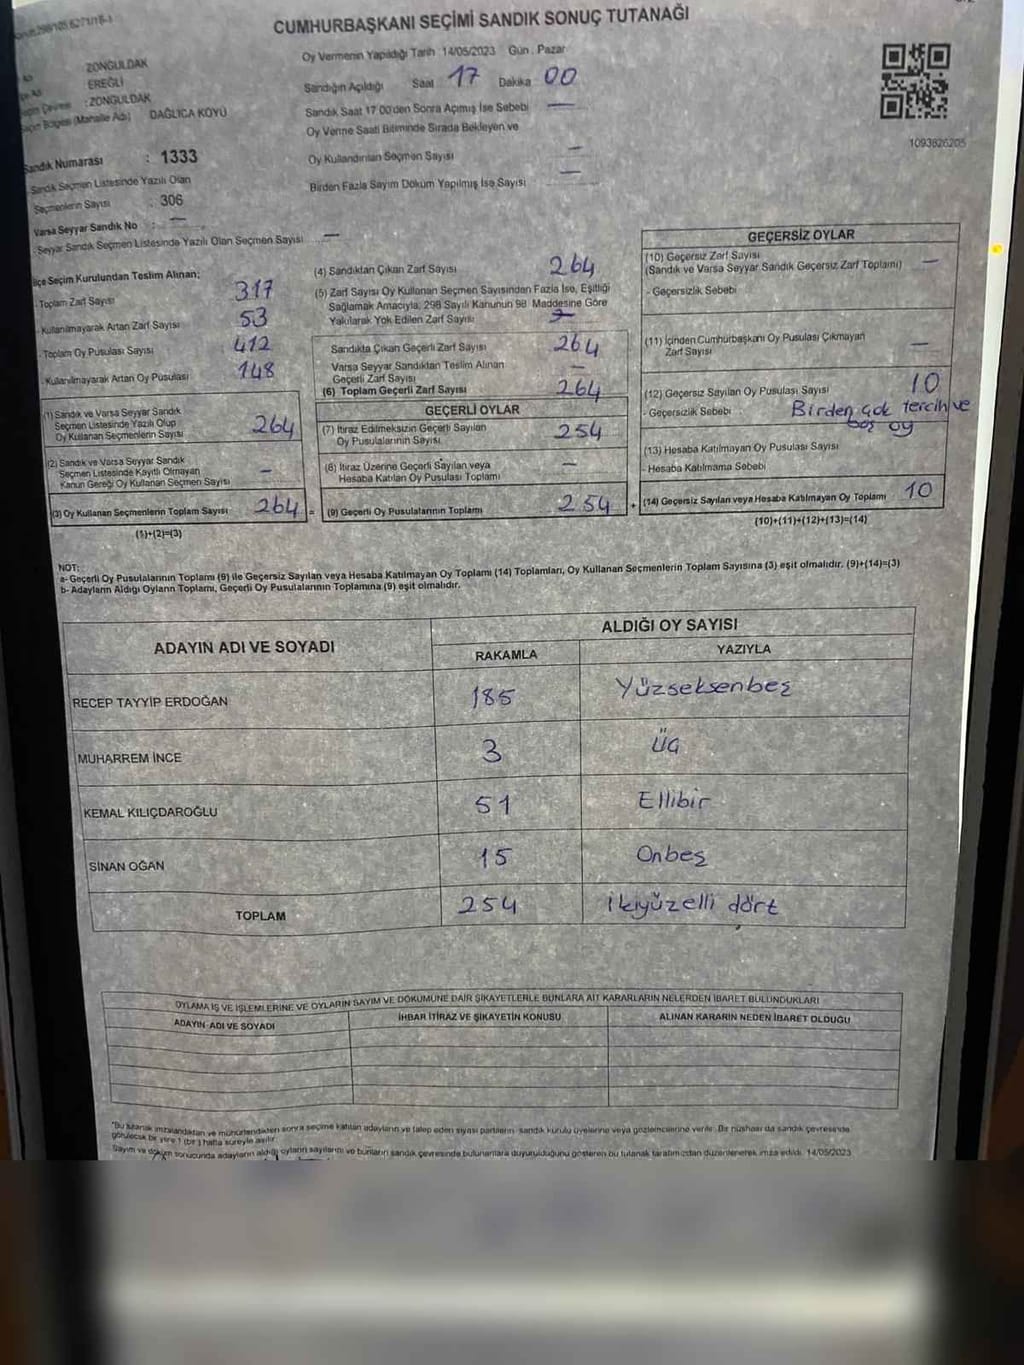 CUMHURBAŞKANI SEÇİMİ SANDIK SONUÇ TUTANAĞI
ZONGULDAK
EREĞLİ
: ZONGULDAK
(Mahalle Adı) DAĞLICA KÖYÜ
Sandık Numarası : 1333
Sandık Seçmen Listesinde Yazılı Olan
Seçmenlerin Sayısı : 306
Varsa Seyyar Sandık No : —
- Seyyar Sandık Seçmen Listesinde Yazılı Olan Seçmen Sayısı —
Oy Vermenin Yapıldığı Tarih 14/05/2023 Gün : Pazar
Sandığın Açıldığı Saat 17 Dakika 00
Sandık Saat 17 00'den Sonra Açılmış İse Sebebi —
Oy Verme Saati Bitiminde Sırada Bekleyen ve
Oy Kullandırılan Seçmen Sayısı —
Birden Fazla Sayım Döküm Yapılmış İse Sayısı —
1093826205
İlçe Seçim Kurulundan Teslim Alınan;
- Toplam Zarf Sayısı 317
- Kullanılmayarak Artan Zarf Sayısı 53
- Toplam Oy Pusulası Sayısı 412
- Kullanılmayarak Artan Oy Pusulası 148
(1) Sandık ve Varsa Seyyar Sandık
Seçmen Listesinde Yazılı Olup
Oy Kullanan Seçmenlerin Sayısı 264
(2) Sandık ve Varsa Seyyar Sandık
Seçmen Listesinde Kayıtlı Olmayan
Kanun Gereği Oy Kullanan Seçmen Sayısı —
(3) Oy Kullanan Seçmenlerin Toplam Sayısı 264 =
(1)+(2)=(3)
(4) Sandıktan Çıkan Zarf Sayısı 264
(5) Zarf Sayısı Oy Kullanan Seçmen Sayısından Fazla İse, Eşitliği
Sağlamak Amacıyla, 298 Sayılı Kanunun 98. Maddesine Göre
Yakılarak Yok Edilen Zarf Sayısı
Sandıkta Çıkan Geçerli Zarf Sayısı 264
Varsa Seyyar Sandıktan Teslim Alınan
Geçerli Zarf Sayısı —
(6) Toplam Geçerli Zarf Sayısı 264
GEÇERLİ OYLAR
(7) İtiraz Edilmeksizin Geçerli Sayılan
Oy Pusulalarının Sayısı 254
(8) İtiraz Üzerine Geçerli Sayılan veya
Hesaba Katılan Oy Pusulası Toplamı —
(9) Geçerli Oy Pusulalarının Toplamı 254 +
GEÇERSİZ OYLAR
(10) Geçersiz Zarf Sayısı
(Sandık ve Varsa Seyyar Sandık Geçersiz Zarf Toplamı) —
- Geçersizlik Sebebi
(11) İçinden Cumhurbaşkanı Oy Pusulası Çıkmayan
Zarf Sayısı —
(12) Geçersiz Sayılan Oy Pusulası Sayısı 10
- Geçersizlik Sebebi Birden çok tercih ve
boş oy
(13) Hesaba Katılmayan Oy Pusulası Sayısı
- Hesaba Katılmama Sebebi
(14) Geçersiz Sayılan veya Hesaba Katılmayan Oy Toplamı 10
(10)+(11)+(12)+(13)=(14)
NOT:
a- Geçerli Oy Pusulalarının Toplamı (9) ile Geçersiz Sayılan veya Hesaba Katılmayan Oy Toplamı (14) Toplamları, Oy Kullanan Seçmenlerin Toplam Sayısına (3) eşit olmalıdır. (9)+(14)=(3)
b- Adayların Aldığı Oyların Toplamı, Geçerli Oy Pusulalarının Toplamına (9) eşit olmalıdır.
ADAYIN ADI VE SOYADI
ALDIĞI OY SAYISI
RAKAMLA YAZIYLA
RECEP TAYYİP ERDOĞAN 185 Yüzseksenbeş
MUHARREM İNCE 3 Üç
KEMAL KILIÇDAROĞLU 51 Ellibir
SİNAN OĞAN 15 Onbeş
TOPLAM 254 İkiyüzelli dört
OYLAMA İŞ VE İŞLEMLERİNE VE OYLARIN SAYIM VE DÖKÜMÜNE DAİR ŞİKAYETLERLE BUNLARA AİT KARARLARIN NELERDEN İBARET BULUNDUKLARI
ADAYIN-ADI VE SOYADI İHBAR İTİRAZ VE ŞİKAYETİN KONUSU ALINAN KARARIN NEDEN İBARET OLDUĞU
"Bu tutanak imzalandıktan ve mühürlendikten sonra seçime katılan adayların ve talep eden siyasi partilerin sandık kurulu üyelerine veya gözlemcilerine verilir. Bir nüshası da sandık çevresinde
görülecek bir yere 1 (bir) hafta süreyle asılır.
Sayım ve döküm sonucunda adayların aldığı oyların sayılarını ve bunların sandık çevresinde bulunanlara duyurulduğunu gösteren bu tutanak tarafımızdan düzenlenerek imza edildi. 14/05/2023